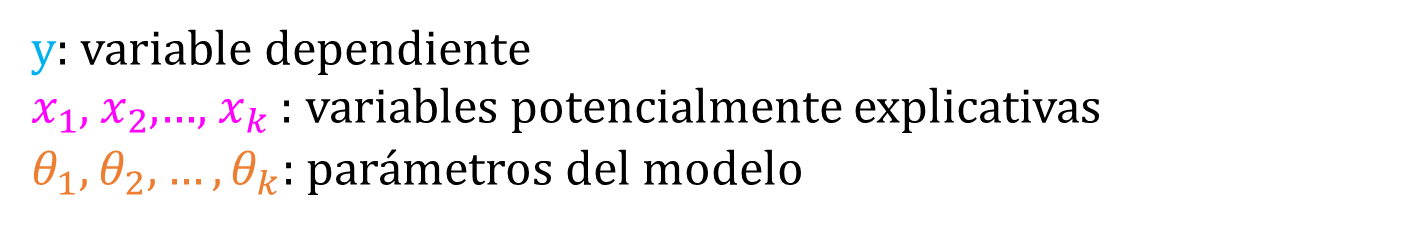 y: variable dependiente
x₁, x₂,..., xₖ : variables potencialmente explicativas
θ₁, θ₂, ... , θₖ: parámetros del modelo